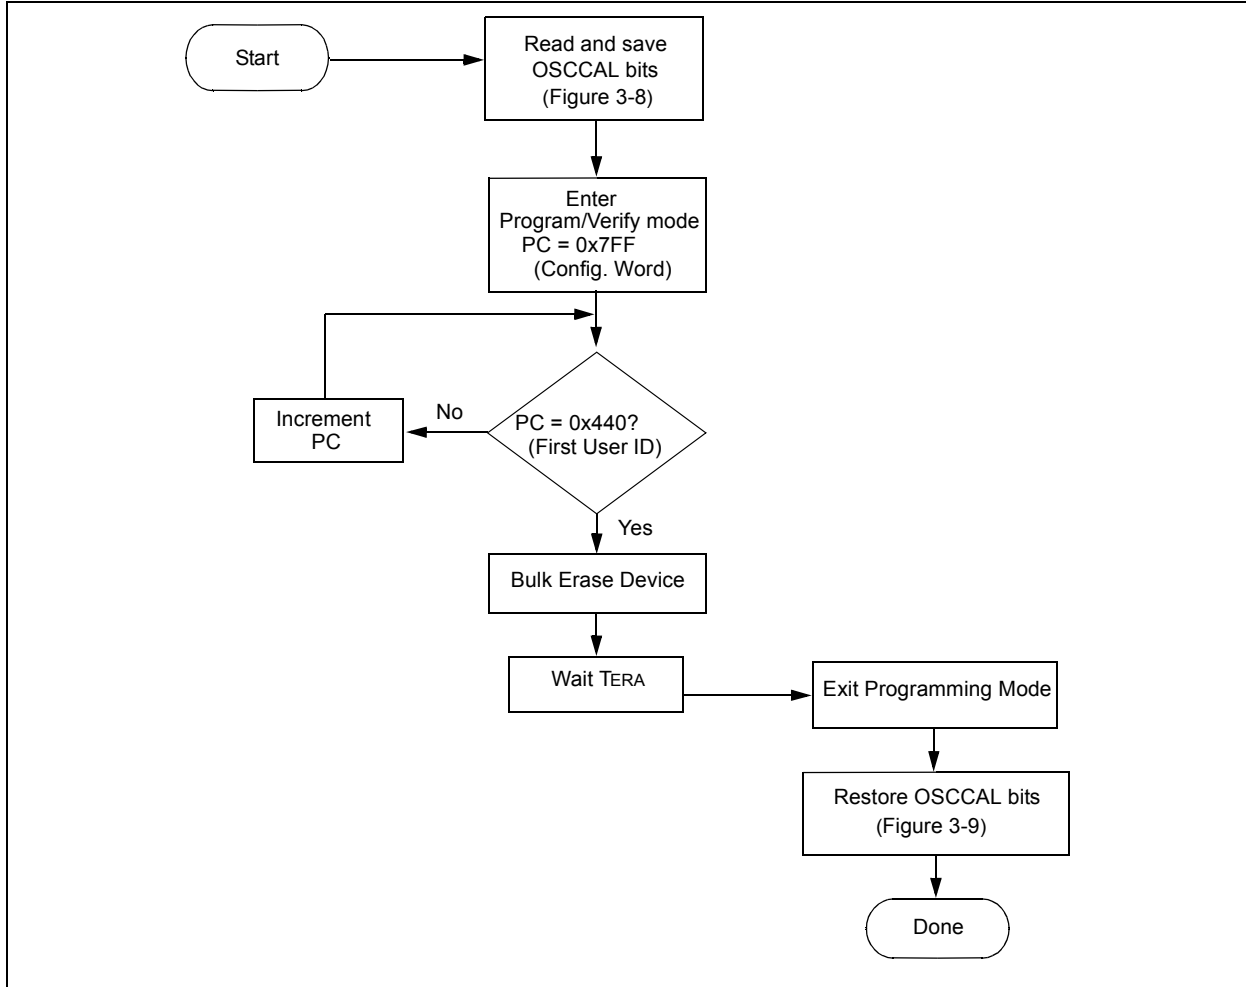 Start
Read and save
OSCCAL bits
(Figure 3-8)
Enter
Program/Verify mode
PC = 0x7FF
(Config. Word)
Increment
PC
No
PC = 0x440?
(First User ID)
Yes
Bulk Erase Device
Wait TERA
Exit Programming Mode
Restore OSCCAL bits
(Figure 3-9)
Done